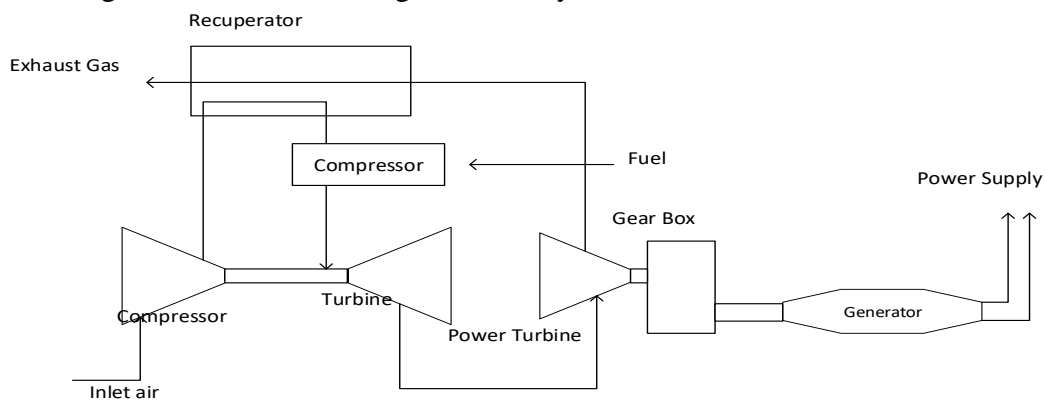 Recuperator
Exhaust Gas
Compressor
Fuel
Power Supply
Gear Box
Turbine
Compressor
Generator
Power Turbine
Inlet air